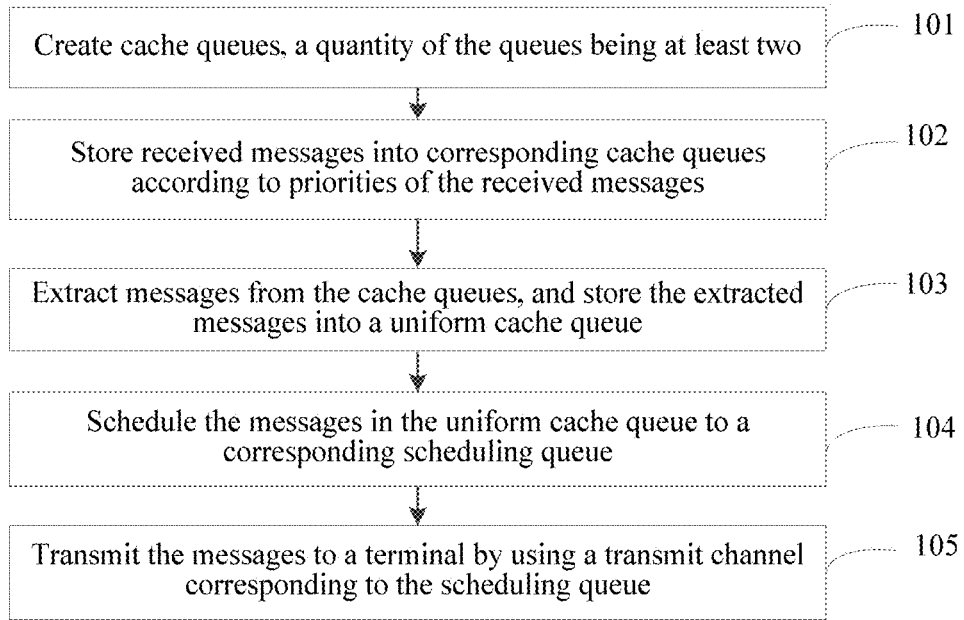 Create cache queues, a quantity of the queues being at least two
101
Store received messages into corresponding cache queues
according to priorities of the received messages
102
Extract messages from the cache queues, and store the extracted
messages into a uniform cache queue
103
Schedule the messages in the uniform cache queue to a
corresponding scheduling queue
104
Transmit the messages to a terminal by using a transmit channel
corresponding to the scheduling queue
105